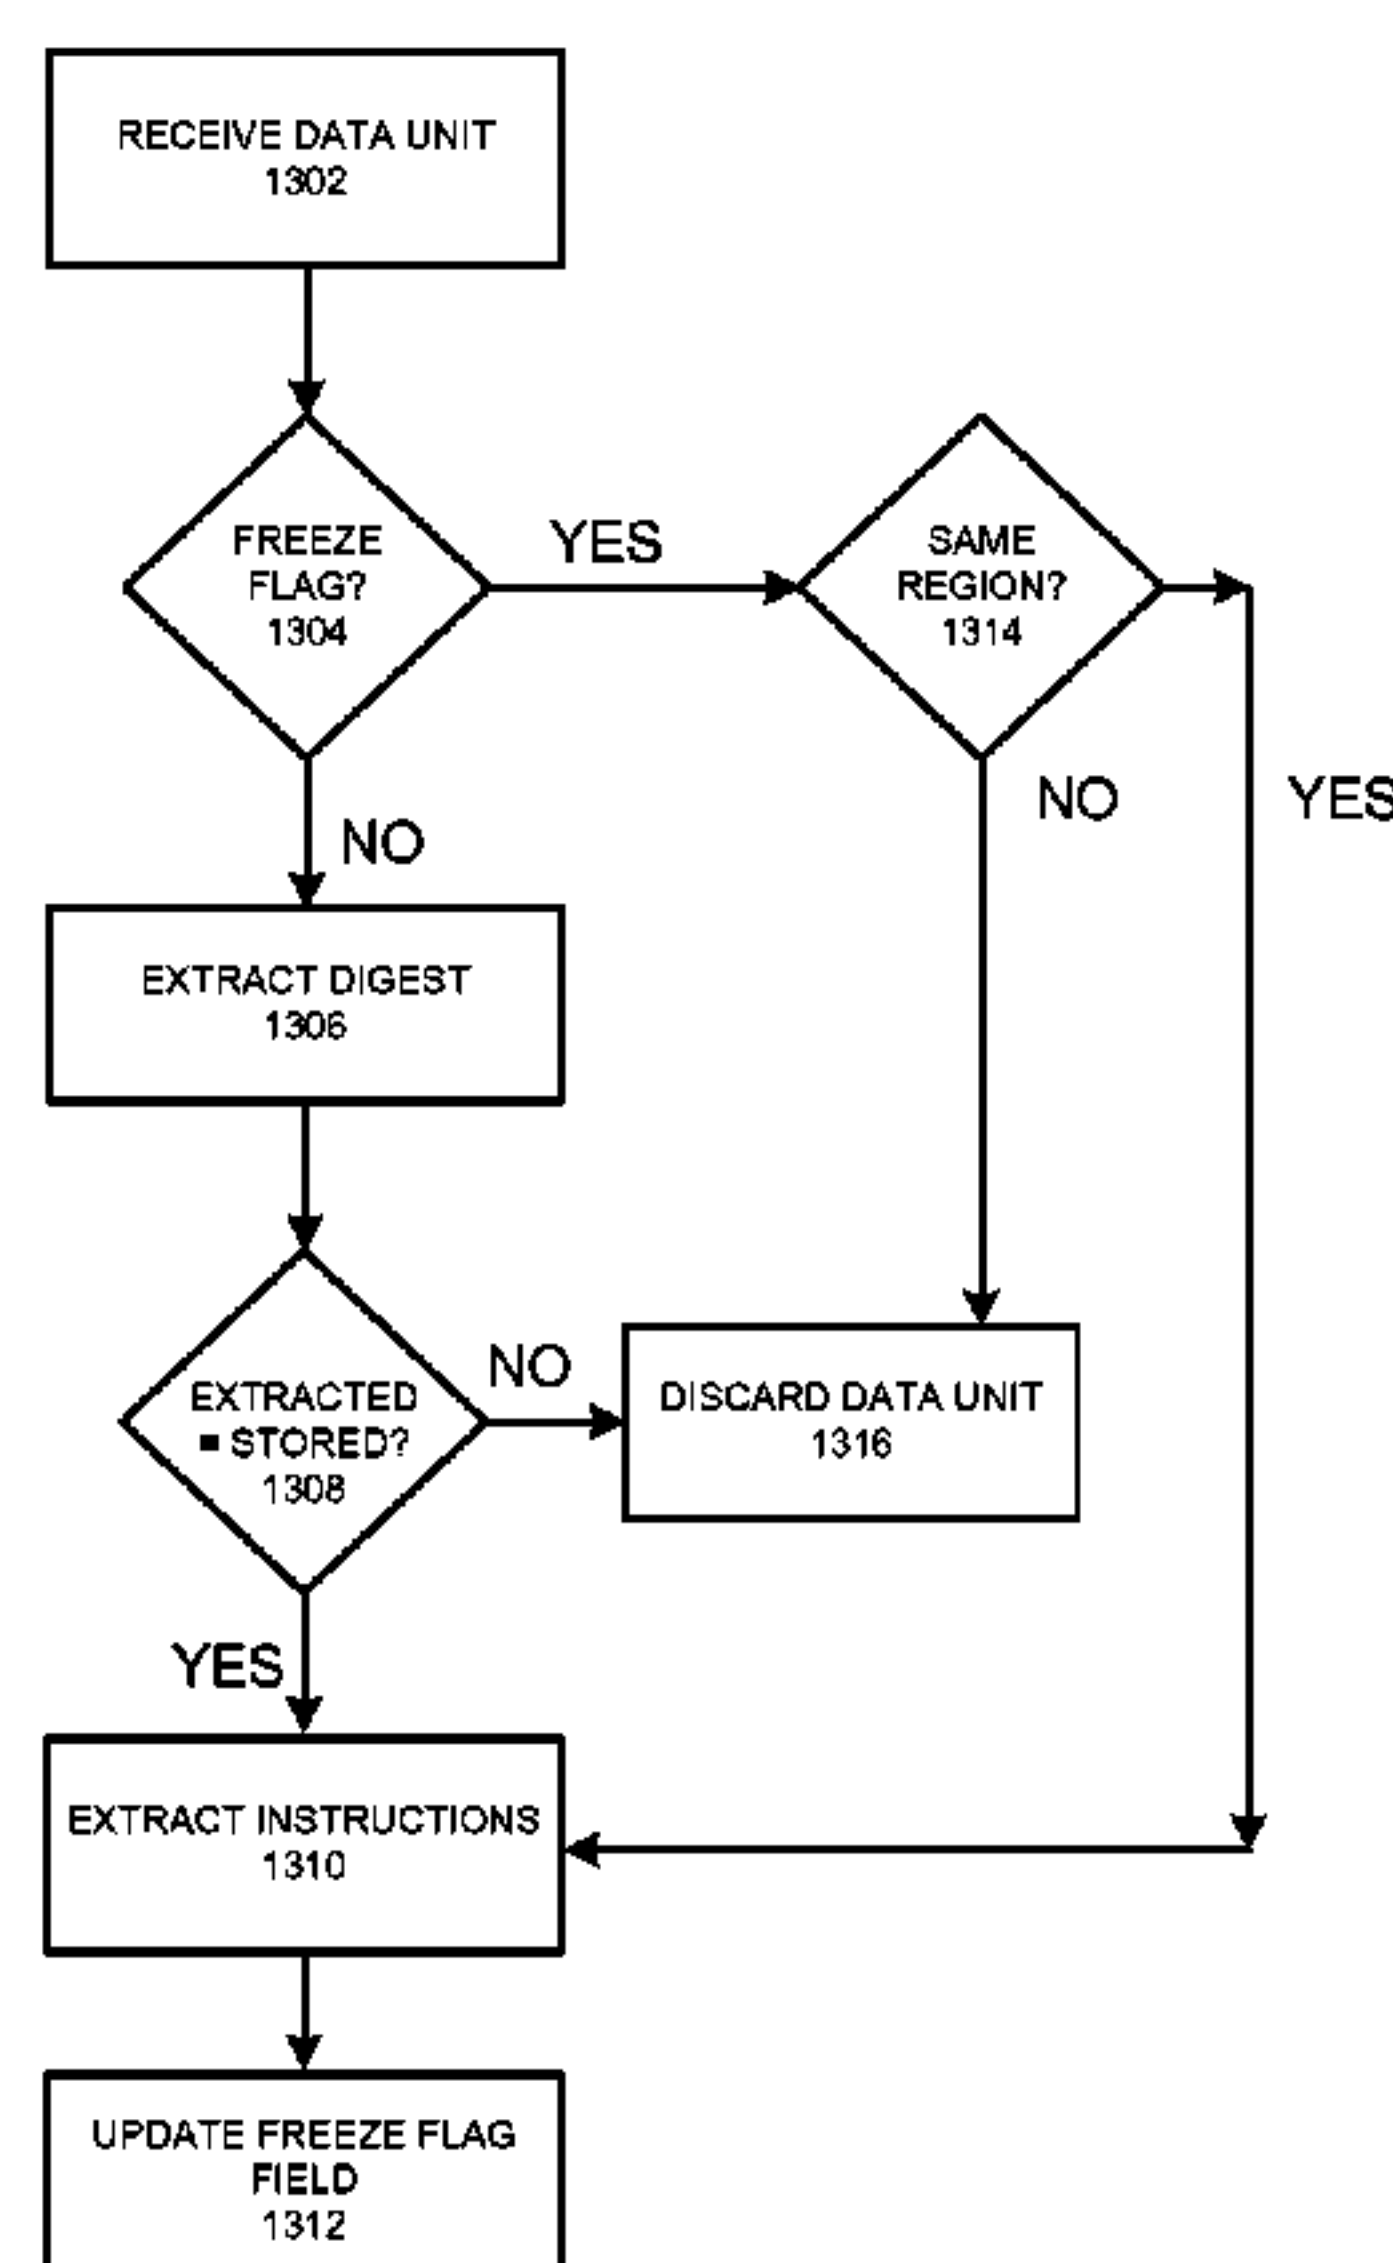 RECEIVE DATA UNIT
1302
FREEZE
FLAG?
1304
YES
SAME
REGION?
1314
NO
YES
NO
EXTRACT DIGEST
1306
EXTRACTED
= STORED?
1308
NO
DISCARD DATA UNIT
1316
YES
EXTRACT INSTRUCTIONS
1310
UPDATE FREEZE FLAG
FIELD
1312